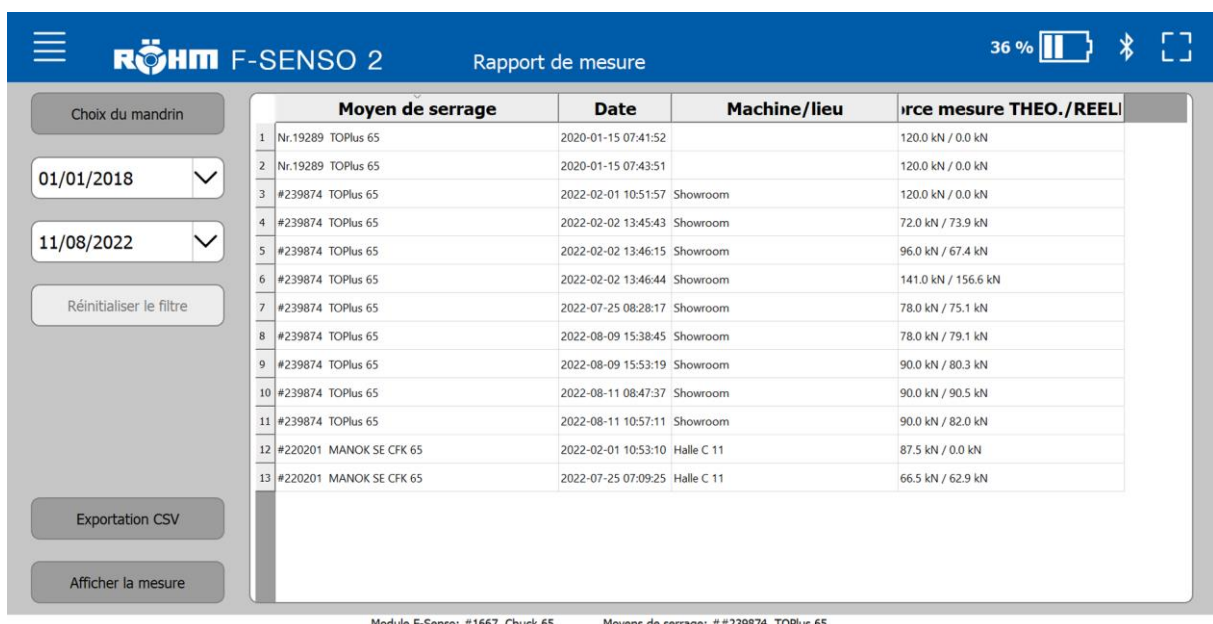 RÖHM F-SENSO 2 Rapport de mesure 36 %
Choix du mandrin
01/01/2018
11/08/2022
Réinitialiser le filtre
Exportation CSV
Afficher la mesure
Moyen de serrage Date Machine/lieu orce mesure THEO./REELI
1 Nr.19289 TOPlus 65 2020-01-15 07:41:52 120.0 kN / 0.0 kN
2 Nr.19289 TOPlus 65 2020-01-15 07:43:51 120.0 kN / 0.0 kN
3 #239874 TOPlus 65 2022-02-01 10:51:57 Showroom 120.0 kN / 0.0 kN
4 #239874 TOPlus 65 2022-02-02 13:45:43 Showroom 72.0 kN / 73.9 kN
5 #239874 TOPlus 65 2022-02-02 13:46:15 Showroom 96.0 kN / 67.4 kN
6 #239874 TOPlus 65 2022-02-02 13:46:44 Showroom 141.0 kN / 156.6 kN
7 #239874 TOPlus 65 2022-07-25 08:28:17 Showroom 78.0 kN / 75.1 kN
8 #239874 TOPlus 65 2022-08-09 15:38:45 Showroom 78.0 kN / 79.1 kN
9 #239874 TOPlus 65 2022-08-09 15:53:19 Showroom 90.0 kN / 80.3 kN
10 #239874 TOPlus 65 2022-08-11 08:47:37 Showroom 90.0 kN / 90.5 kN
11 #239874 TOPlus 65 2022-08-11 10:57:11 Showroom 90.0 kN / 82.0 kN
12 #220201 MANOK SE CFK 65 2022-02-01 10:53:10 Halle C 11 87.5 kN / 0.0 kN
13 #220201 MANOK SE CFK 65 2022-07-25 07:09:25 Halle C 11 66.5 kN / 62.9 kN
Module F-Senso: #1667 Chuck 65 Moyens de serrage: ##239874 TOPlus 65